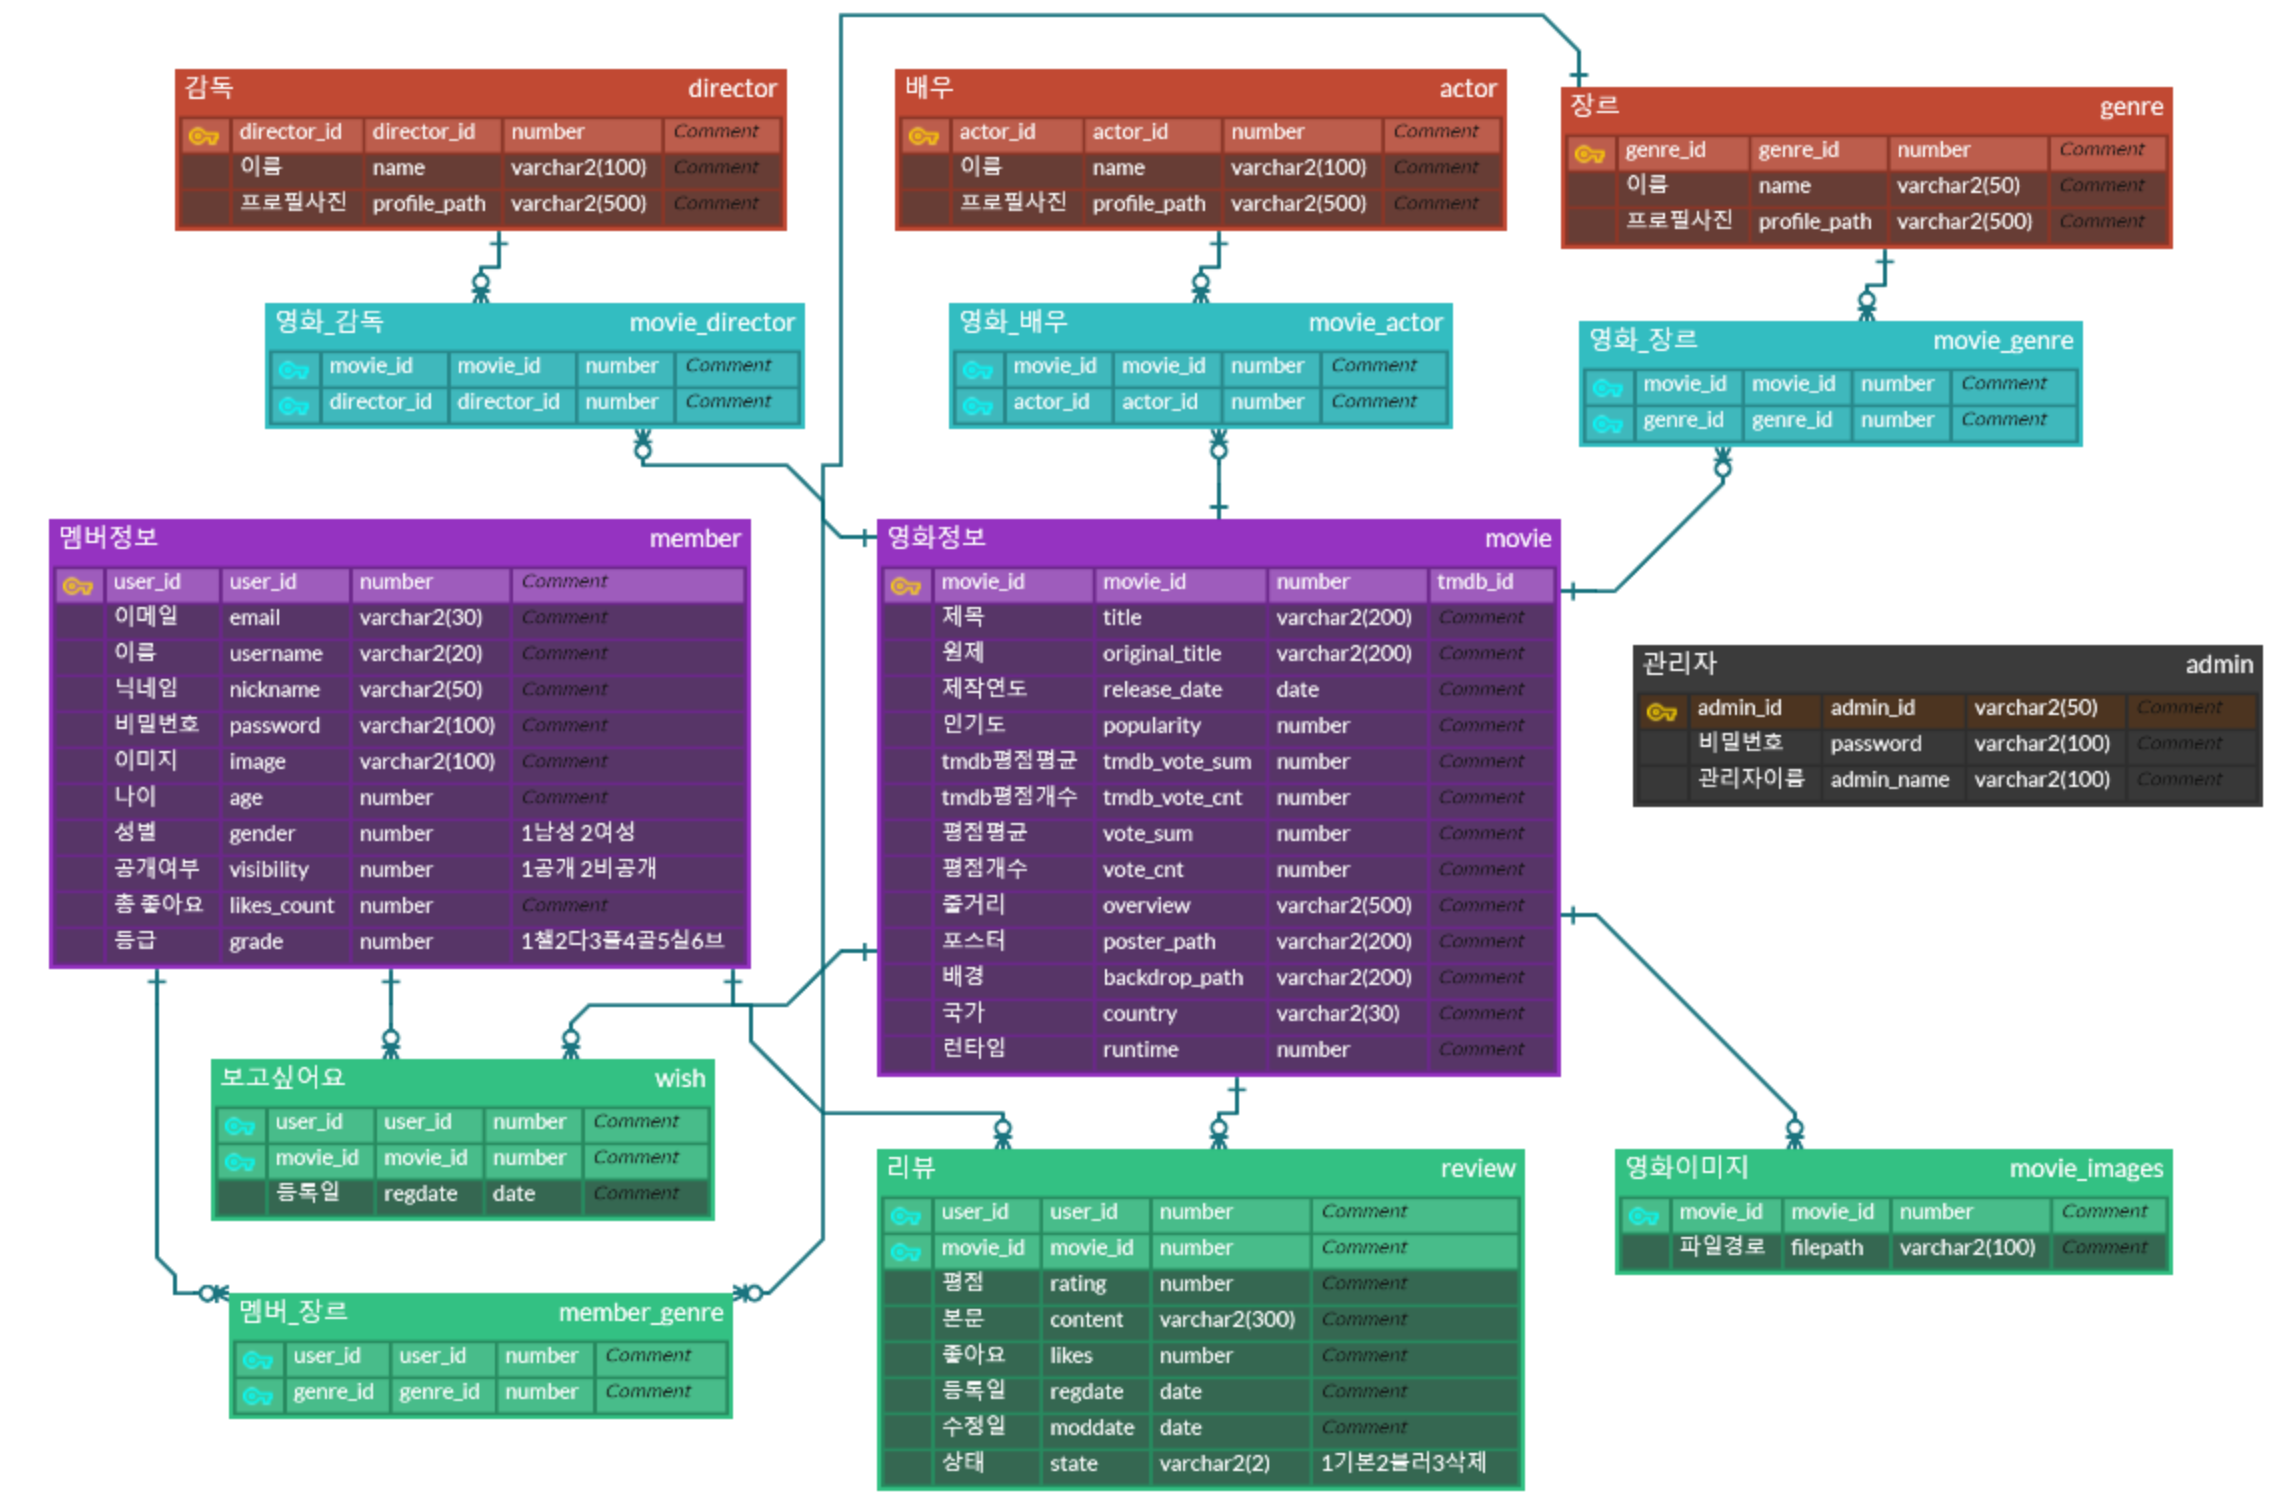 감독 director
director_id director_id number Comment
이름 name varchar2(100) Comment
프로필사진 profile_path varchar2(500) Comment
배우 actor
actor_id actor_id number Comment
이름 name varchar2(100) Comment
프로필사진 profile_path varchar2(500) Comment
장르 genre
genre_id genre_id number Comment
이름 name varchar2(50) Comment
프로필사진 profile_path varchar2(500) Comment
영화_감독 movie_director
movie_id movie_id number Comment
director_id director_id number Comment
영화_배우 movie_actor
movie_id movie_id number Comment
actor_id actor_id number Comment
영화_장르 movie_genre
movie_id movie_id number Comment
genre_id genre_id number Comment
멤버정보 member
user_id user_id number Comment
이메일 email varchar2(30) Comment
이름 username varchar2(20) Comment
닉네임 nickname varchar2(50) Comment
비밀번호 password varchar2(100) Comment
이미지 image varchar2(100) Comment
나이 age number Comment
성별 gender number 1남성 2여성
공개여부 visibility number 1공개 2비공개
총 좋아요 likes_count number Comment
등급 grade number 1챌2다3플4골5실6브
영화정보 movie
movie_id movie_id number tmdb_id
제목 title varchar2(200) Comment
원제 original_title varchar2(200) Comment
제작연도 release_date date Comment
인기도 popularity number Comment
tmdb평점평균 tmdb_vote_sum number Comment
tmdb평점개수 tmdb_vote_cnt number Comment
평점평균 vote_sum number Comment
평점개수 vote_cnt number Comment
줄거리 overview varchar2(500) Comment
포스터 poster_path varchar2(200) Comment
배경 backdrop_path varchar2(200) Comment
국가 country varchar2(30) Comment
런타임 runtime number Comment
관리자 admin
admin_id admin_id varchar2(50) Comment
비밀번호 password varchar2(100) Comment
관리자이름 admin_name varchar2(100) Comment
보고싶어요 wish
user_id user_id number Comment
movie_id movie_id number Comment
등록일 regdate date Comment
리뷰 review
user_id user_id number Comment
movie_id movie_id number Comment
평점 rating number Comment
본문 content varchar2(300) Comment
좋아요 likes number Comment
등록일 regdate date Comment
수정일 moddate date Comment
상태 state varchar2(2) 1기본2블러3삭제
영화이미지 movie_images
movie_id movie_id number Comment
파일경로 filepath varchar2(100) Comment
멤버_장르 member_genre
user_id user_id number Comment
genre_id genre_id number Comment